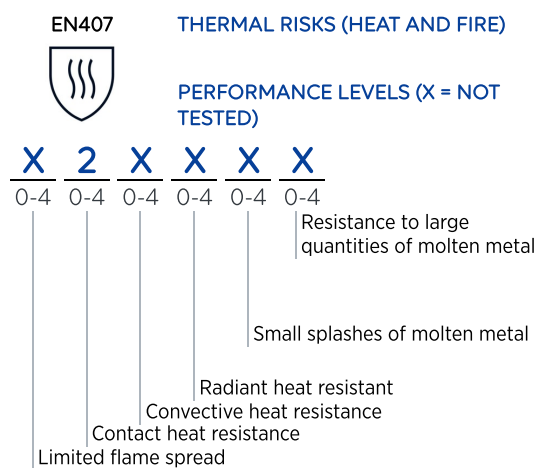 EN407
THERMAL RISKS (HEAT AND FIRE)
PERFORMANCE LEVELS (X = NOT
TESTED)
X 2 X X X X
0-4 0-4 0-4 0-4 0-4 0-4
Resistance to large
quantities of molten metal
Small splashes of molten metal
Radiant heat resistant
Convective heat resistance
Contact heat resistance
Limited flame spread